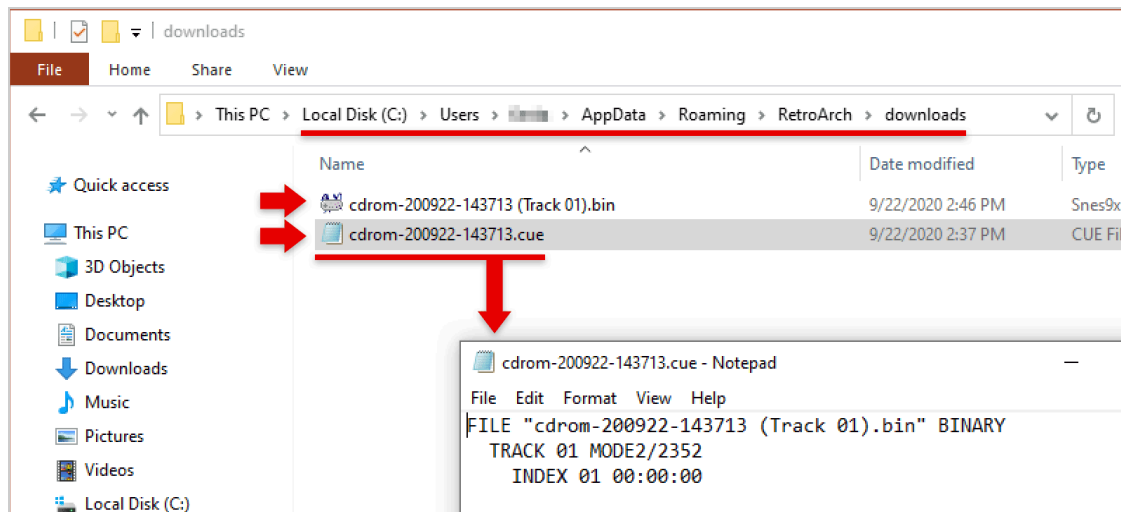 downloads
File Home Share View
This PC > Local Disk (C:) > Users > > AppData > Roaming > RetroArch > downloads
Name Date modified Type
Quick access
cdrom-200922-143713 (Track 01).bin 9/22/2020 2:46 PM Snes9x
This PC
cdrom-200922-143713.cue 9/22/2020 2:37 PM CUE Fi
3D Objects
Desktop
Documents
Downloads
Music
Pictures
Videos
Local Disk (C:)
cdrom-200922-143713.cue - Notepad
File Edit Format View Help
FILE "cdrom-200922-143713 (Track 01).bin" BINARY
TRACK 01 MODE2/2352
INDEX 01 00:00:00